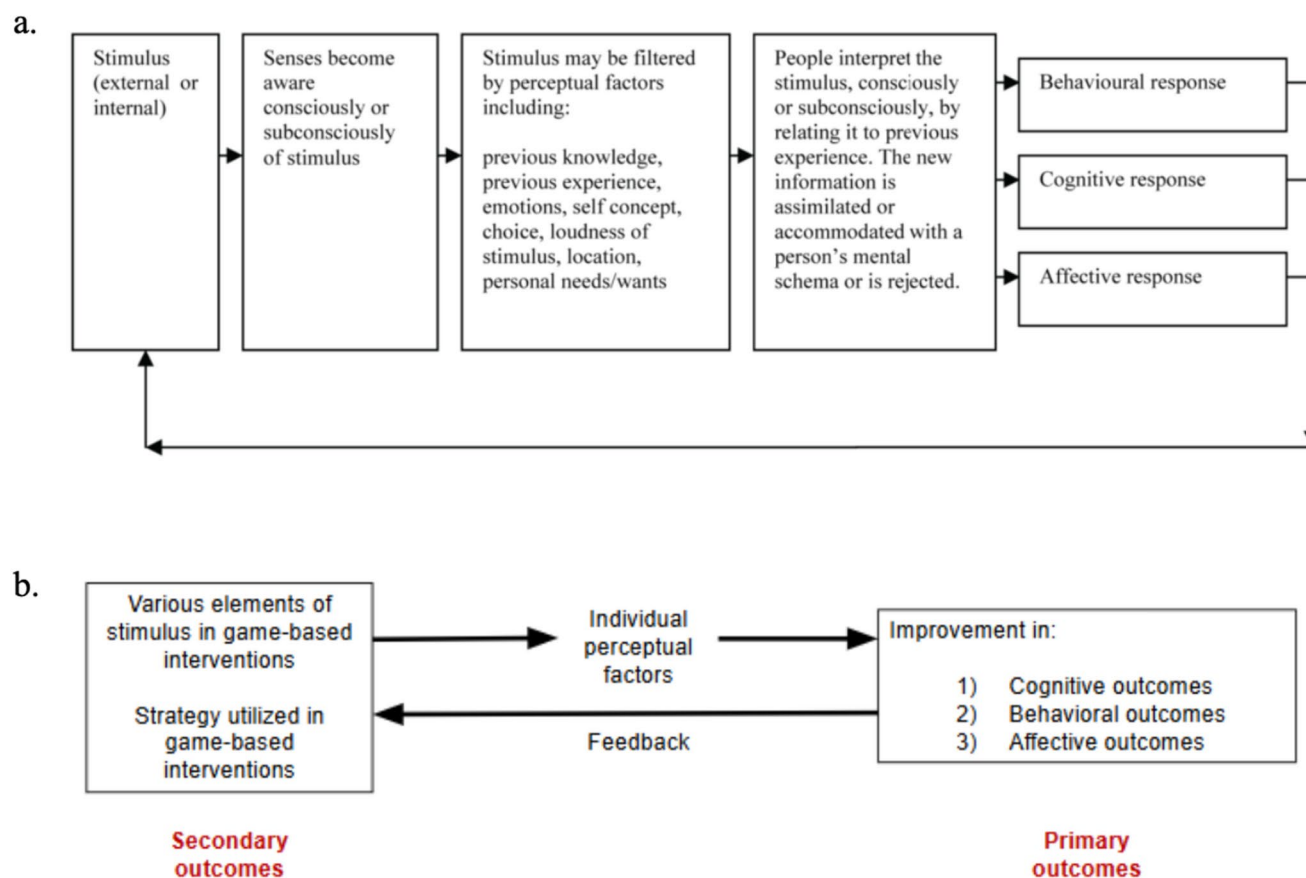 a.
Stimulus
(external or
internal)
Senses become
aware
consciously or
subconsciously
of stimulus
Stimulus may be filtered
by perceptual factors
including:
previous knowledge,
previous experience,
emotions, self concept,
choice, loudness of
stimulus, location,
personal needs/wants
People interpret the
stimulus, consciously
or subconsciously, by
relating it to previous
experience. The new
information is
assimilated or
accommodated with a
person's mental
schema or is rejected.
Behavioural response
Cognitive response
Affective response
b.
Various elements of
stimulus in game-based
interventions
Strategy utilized in
game-based
interventions
Individual
perceptual
factors
Feedback
Improvement in:
1) Cognitive outcomes
2) Behavioral outcomes
3) Affective outcomes
Secondary
outcomes
Primary
outcomes